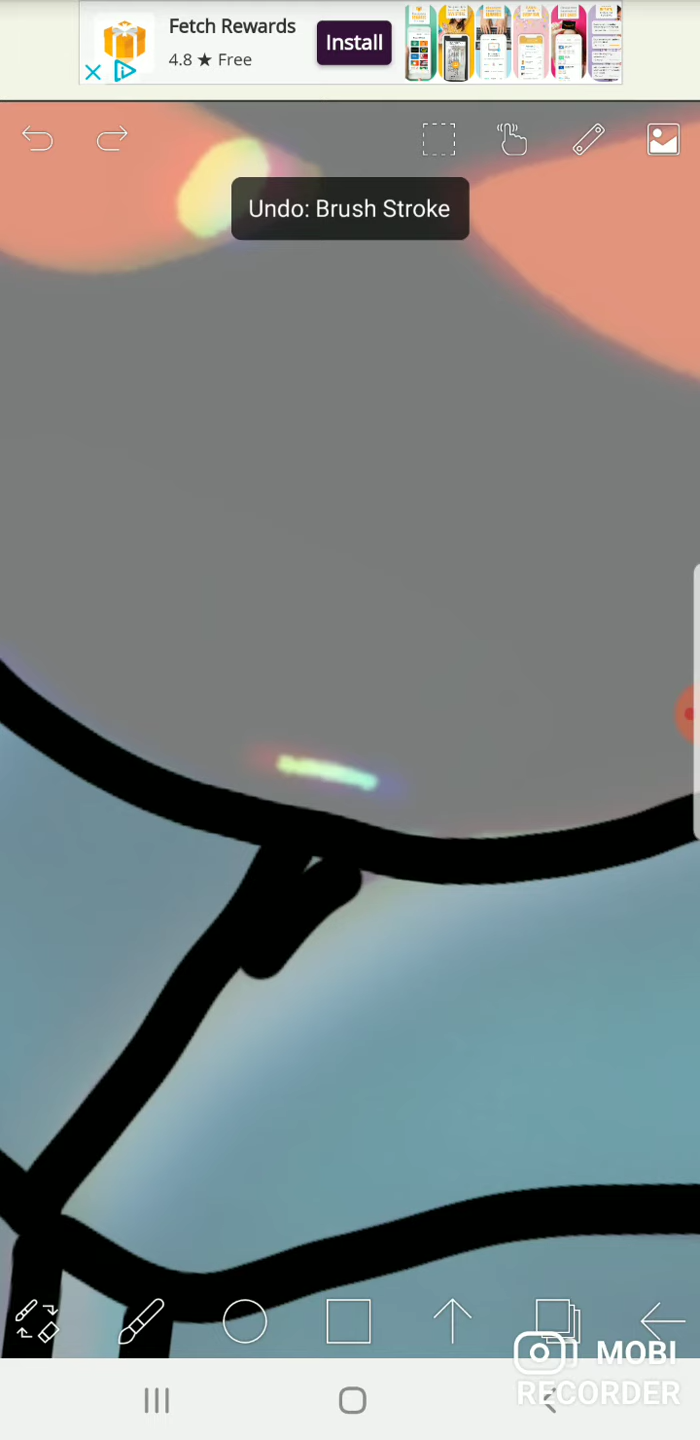 Fetch Rewards
Install
4.8 ★ Free
Undo: Brush Stroke
MOBI
RECORDER